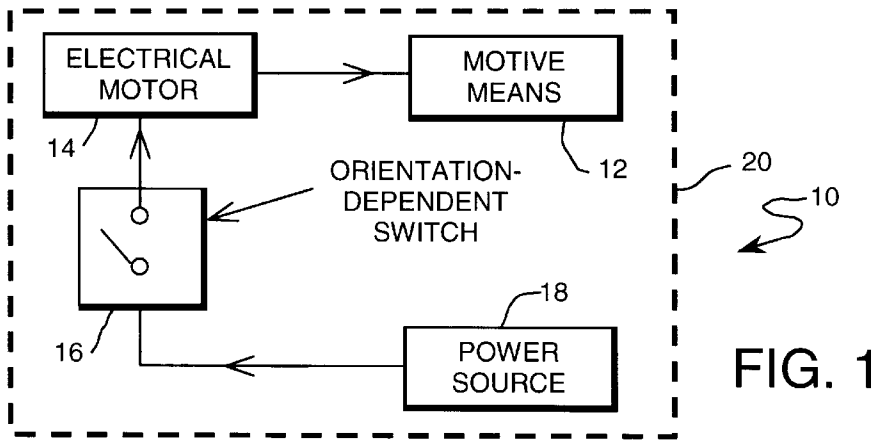 ELECTRICAL
MOTOR
MOTIVE
MEANS
14
12
20
10
ORIENTATION-
DEPENDENT
SWITCH
16
18
POWER
SOURCE
FIG. 1